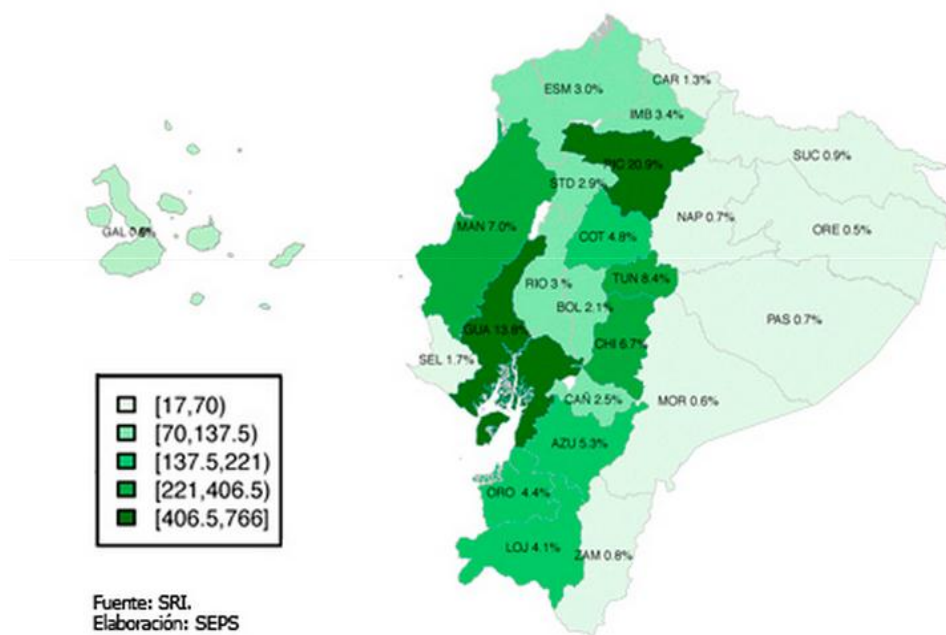 CAR 1.3%
ESM 3.0%
IMB 3.4%
SUC 0.9%
PIC 20.9%
STD 2.9%
NAP 0.7%
MAN 7.0%
ORE 0.5%
GAL
COT 4.8%
TUN 8.4%
RIO 3 %
BOL 2.1%
PAS 0.7%
GUA 13.8%
CHI 6.7%
SEL 1.7%
CAÑ 2.5%
MOR 0.6%
AZU 5.3%
ORO 4.4%
LOJ 4.1%
ZAM 0.8%
[17,70)
[70,137.5)
[137.5,221)
[221,406.5)
[406.5,766]
Fuente: SRI.
Elaboración: SEPS